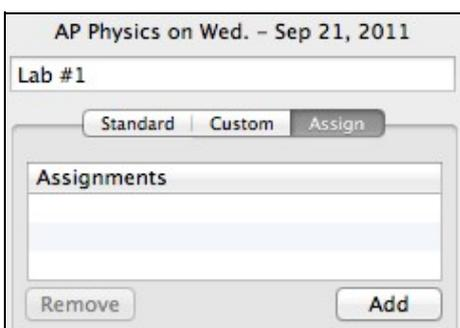 AP Physics on Wed. – Sep 21, 2011
Lab #1
Standard Custom Assign
Assignments
Remove Add